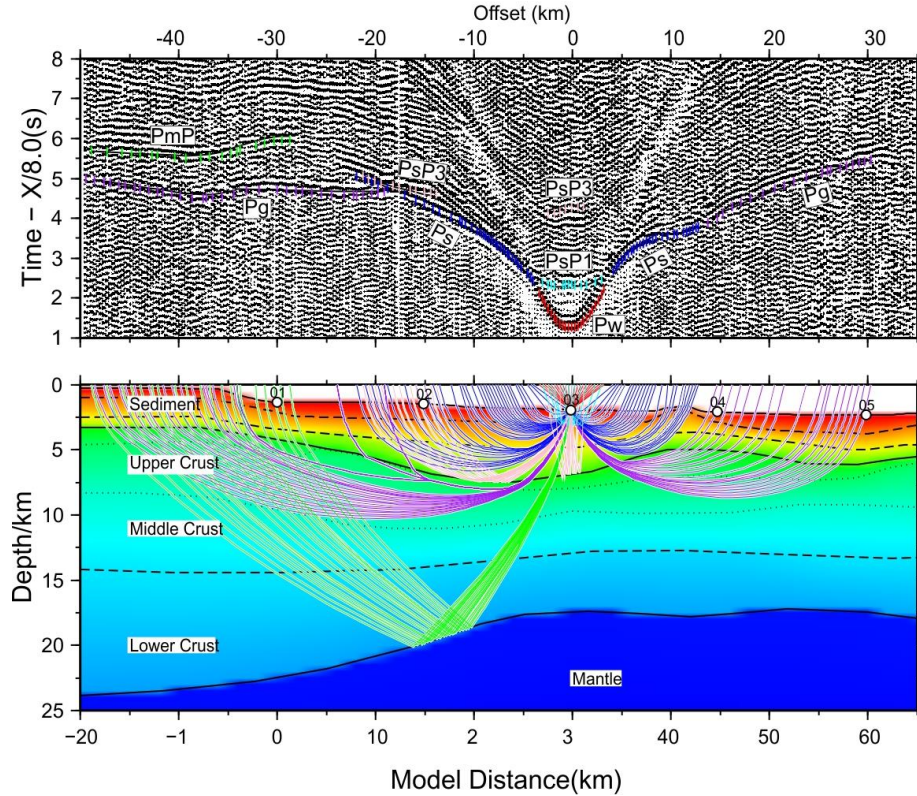 Offset (km)
-40 -30 -20 -10 0 10 20 30
8
7
6
5
4
3
2
1
Time − X/8.0(s)
PmP
PsP3
PsP3
Pg
Pg
Ps
Ps
PsP1
Pw
0
5
10
15
20
25
Depth/km
01 02 03 04 05
Sediment
Upper Crust
Middle Crust
Lower Crust
Mantle
−20 −1 0 12 3 40 50 60
Model Distance(km)